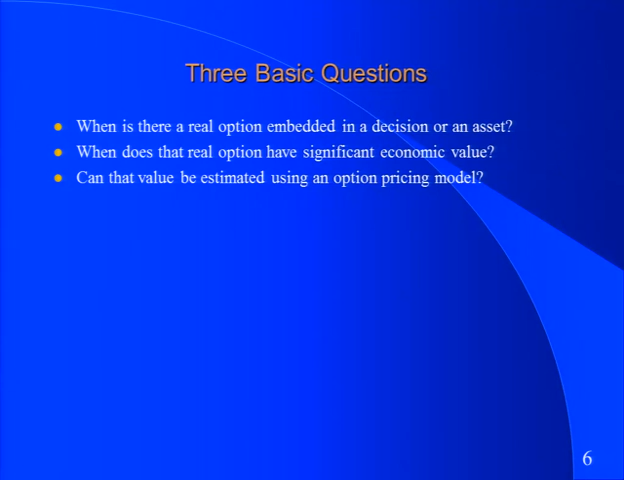 Three Basic Questions
When is there a real option embedded in a decision or an asset?
When does that real option have significant economic value?
Can that value be estimated using an option pricing model?
6